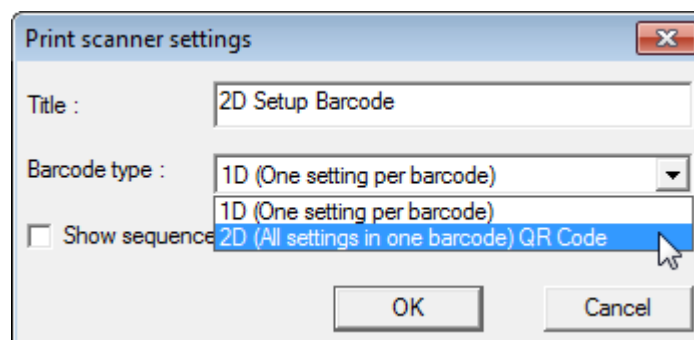 Print scanner settings
Title :
2D Setup Barcode
Barcode type :
1D (One setting per barcode)
1D (One setting per barcode)
Show sequence
2D (All settings in one barcode) QR Code
OK
Cancel